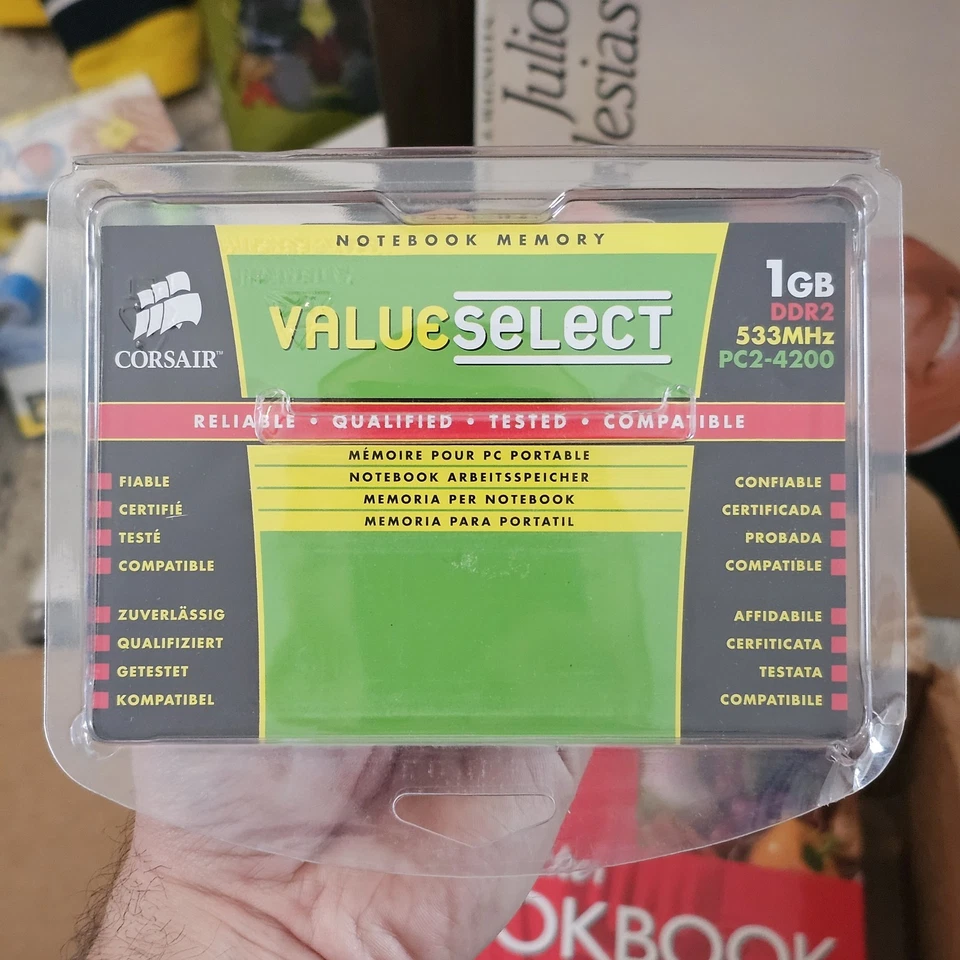 Julio
lesias
NOTEBOOK MEMORY
VALUESELECT
CORSAIR™
1GB
DDR2
533MHz
PC2-4200
RELIABLE • QUALIFIED • TESTED • COMPATIBLE
MÉMOIRE POUR PC PORTABLE
NOTEBOOK ARBEITSSPEICHER
MEMORIA PER NOTEBOOK
MEMORIA PARA PORTATIL
FIABLE
CERTIFIÉ
TESTÉ
COMPATIBLE
ZUVERLÄSSIG
QUALIFIZIERT
GETESTET
KOMPATIBEL
CONFIABLE
CERTIFICADA
PROBADA
COMPATIBLE
AFFIDABILE
CERFITICATA
TESTATA
COMPATIBILE
OKBOOK